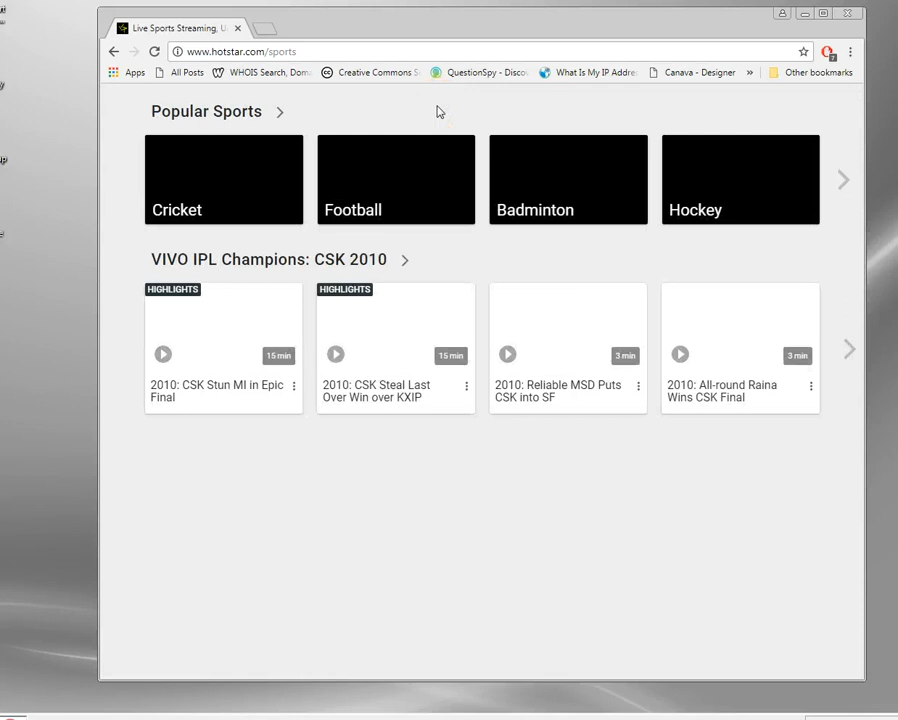 Live Sports Streaming, U
www.hotstar.com/sports
7
Apps All Posts WHOIS Search, Doma Creative Commons S QuestionSpy - Discov What Is My IP Addre Canava - Designer » Other bookmarks
Popular Sports
Cricket Football Badminton Hockey
VIVO IPL Champions: CSK 2010
HIGHLIGHTS HIGHLIGHTS
15 min 15 min 3 min 3 min
2010: CSK Stun MI in Epic
Final
2010: CSK Steal Last
Over Win over KXIP
2010: Reliable MSD Puts
CSK into SF
2010: All-round Raina
Wins CSK Final